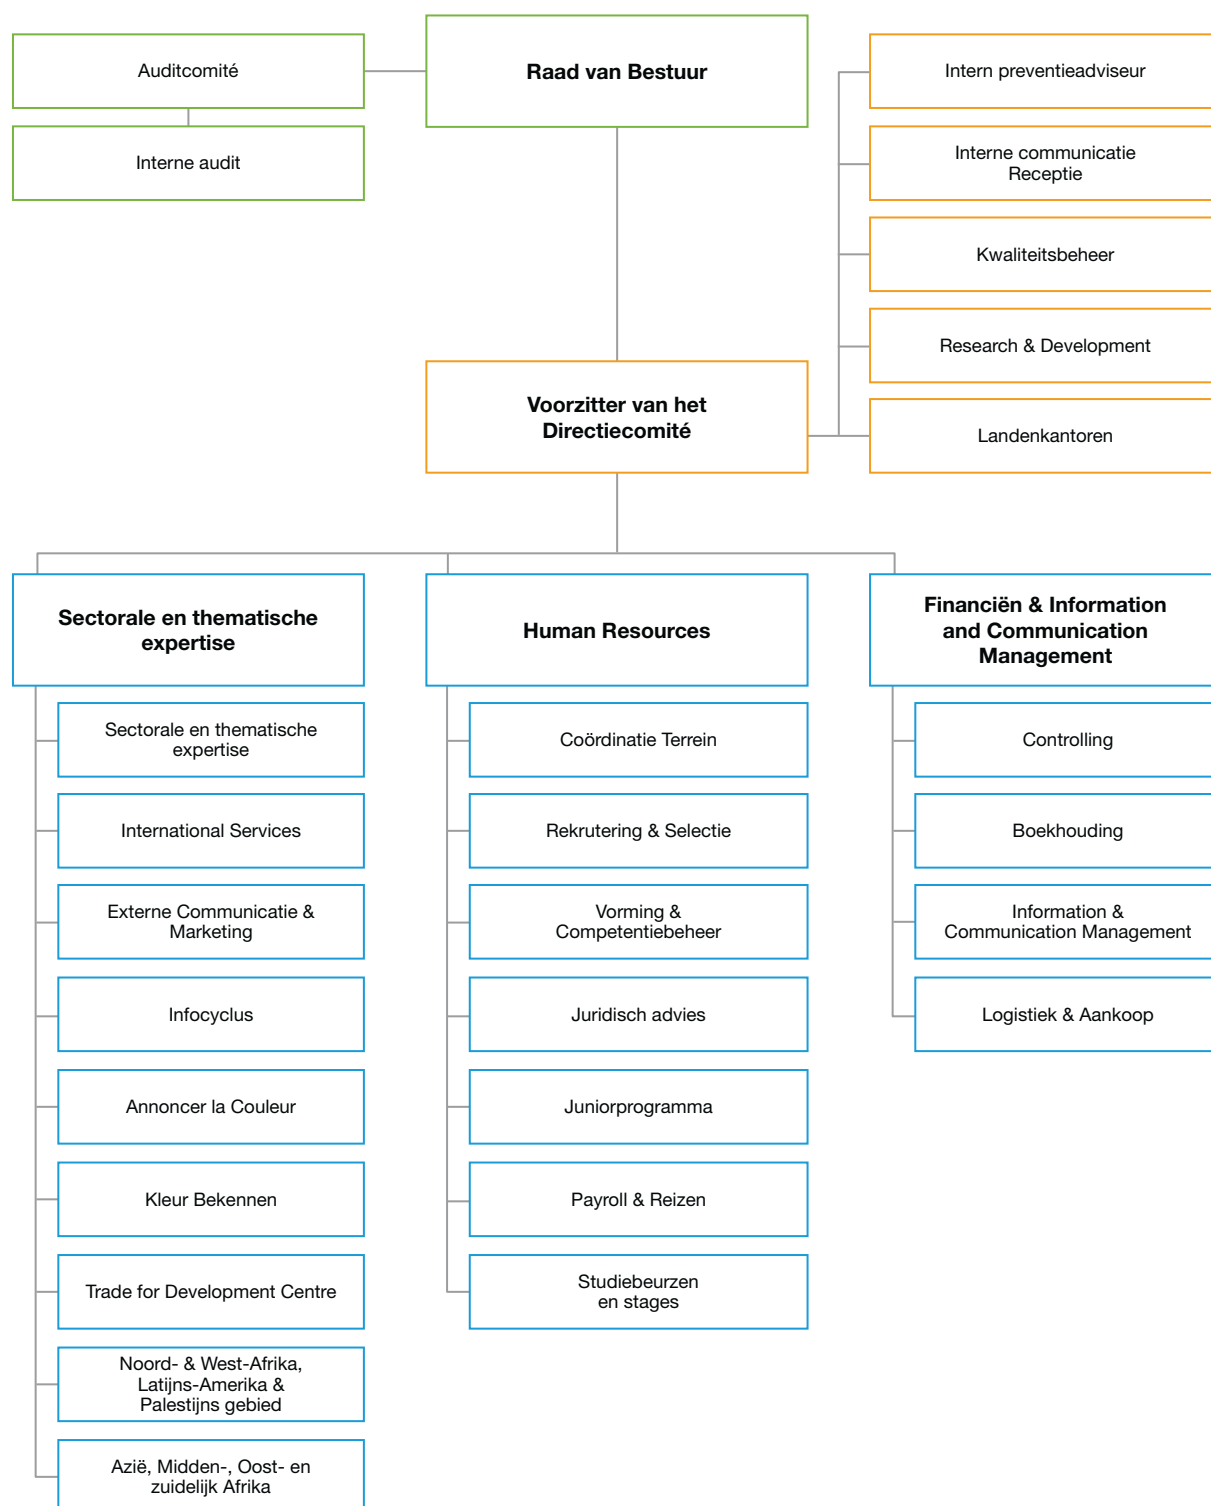 Auditcomité
Interne audit
Raad van Bestuur
Intern preventieadviseur
Interne communicatie
Receptie
Kwaliteitsbeheer
Research & Development
Landenkantoren
Voorzitter van het
Directiecomité
Sectorale en thematische
expertise
Sectorale en thematische
expertise
International Services
Externe Communicatie &
Marketing
Infocyclus
Annoncer la Couleur
Kleur Bekennen
Trade for Development Centre
Noord- & West-Afrika,
Latijns-Amerika &
Palestijns gebied
Azië, Midden-, Oost- en
zuidelijk Afrika
Human Resources
Coördinatie Terrein
Rekrutering & Selectie
Vorming &
Competentiebeheer
Juridisch advies
Juniorprogramma
Payroll & Reizen
Studiebeurzen
en stages
Financiën & Information
and Communication
Management
Controlling
Boekhouding
Information &
Communication Management
Logistiek & Aankoop